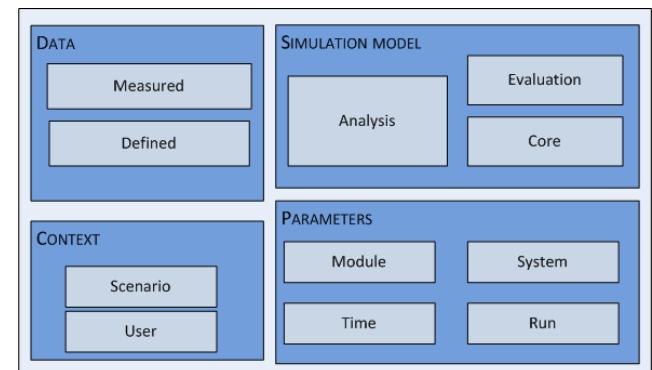 DATA
Measured
Defined
SIMULATION MODEL
Analysis
Evaluation
Core
CONTEXT
Scenario
User
PARAMETERS
Module
System
Time
Run